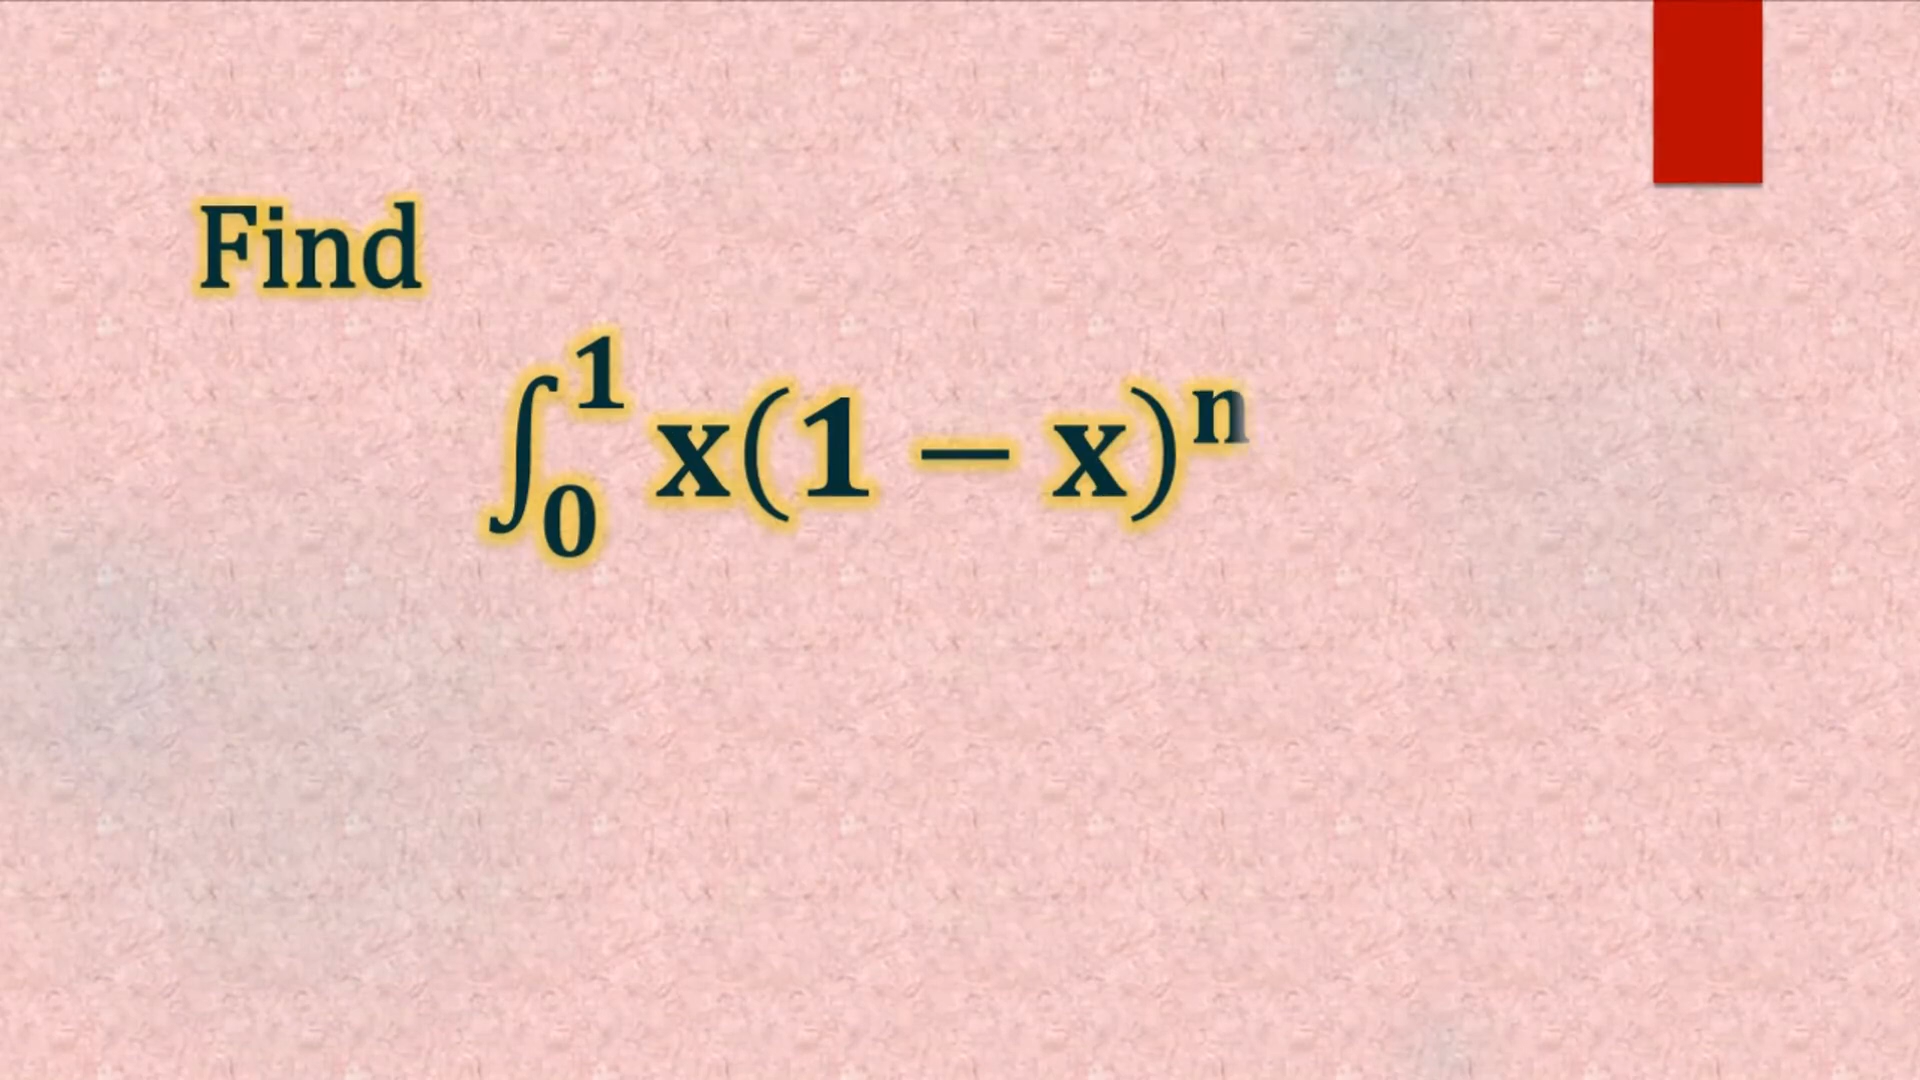 Find
∫₀¹ x(1 − x)ⁿ